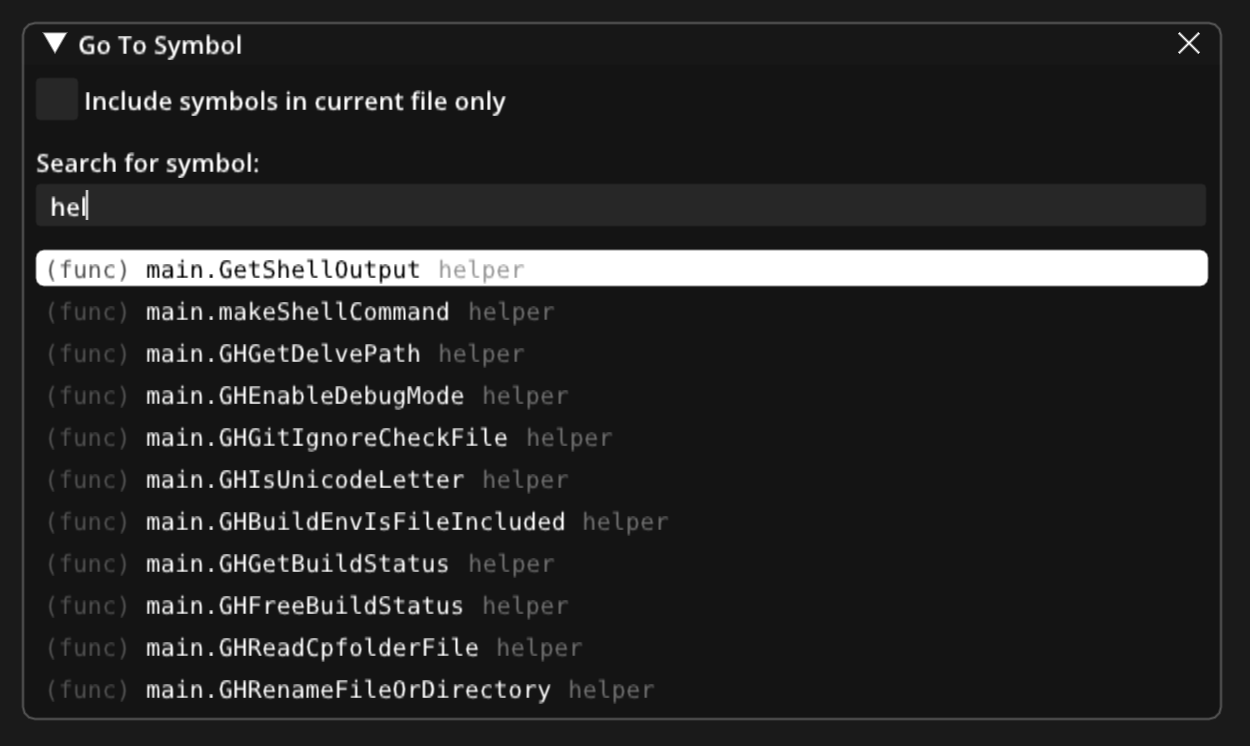 Go To Symbol
Include symbols in current file only
Search for symbol:
hel
(func) main.GetShellOutput helper
(func) main.makeShellCommand helper
(func) main.GHGetDelvePath helper
(func) main.GHEnableDebugMode helper
(func) main.GHGitIgnoreCheckFile helper
(func) main.GHIsUnicodeLetter helper
(func) main.GHBuildEnvIsFileIncluded helper
(func) main.GHGetBuildStatus helper
(func) main.GHFreeBuildStatus helper
(func) main.GHReadCpfolderFile helper
(func) main.GHRenameFileOrDirectory helper